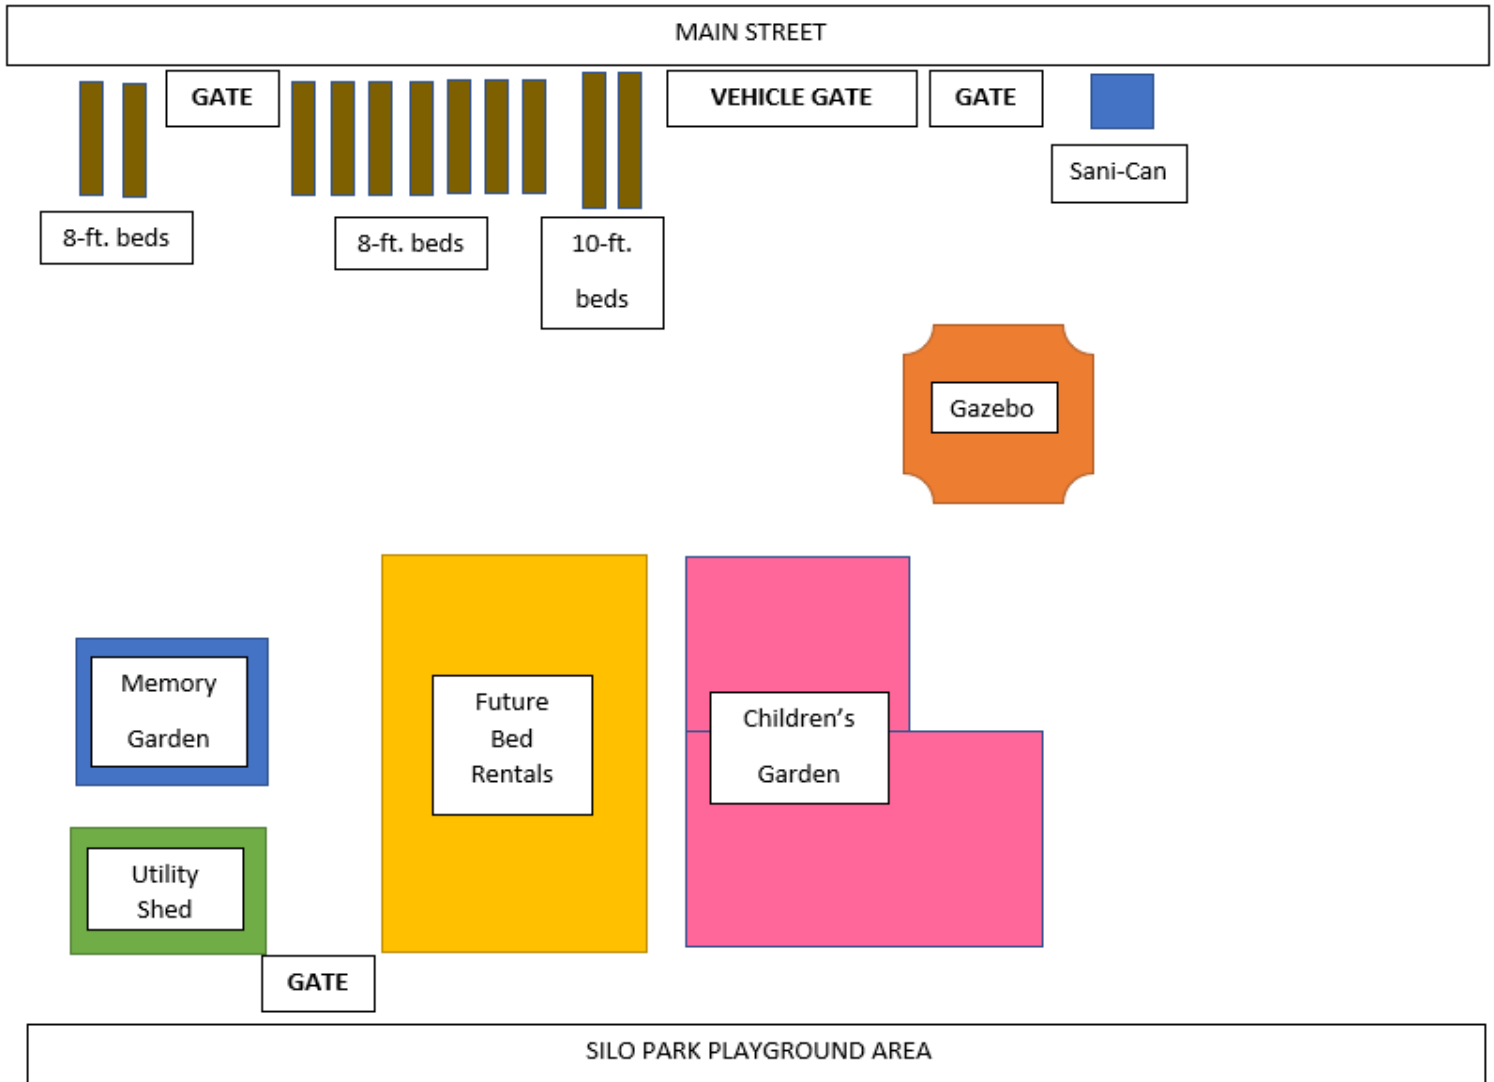 MAIN STREET
GATE
VEHICLE GATE
GATE
Sani-Can
8-ft. beds
8-ft. beds
10-ft.
beds
Gazebo
Memory
Garden
Future
Bed
Rentals
Children’s
Garden
Utility
Shed
GATE
SILO PARK PLAYGROUND AREA